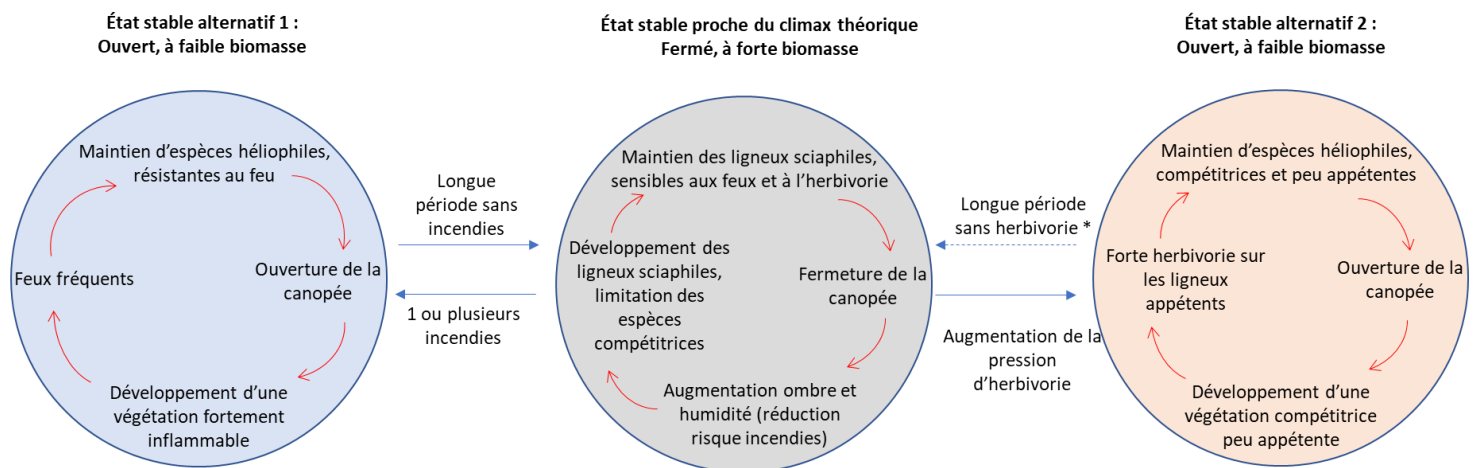 État stable alternatif 1 :
Ouvert, à faible biomasse
Maintien d'espèces héliophiles,
résistantes au feu
Ouverture de la
canopée
Développement d'une
végétation fortement
inflammable
Feux fréquents
Longue
période sans
incendies
1 ou plusieurs
incendies
État stable proche du climax théorique
Fermé, à forte biomasse
Maintien des ligneux sciaphiles,
sensibles aux feux et à l'herbivorie
Fermeture de la
canopée
Augmentation ombre et
humidité (réduction
risque incendies)
Développement des
ligneux sciaphiles,
limitation des
espèces
compétitrices
Longue période
sans herbivorie *
Augmentation de la
pression
d'herbivorie
État stable alternatif 2 :
Ouvert, à faible biomasse
Maintien d'espèces héliophiles,
compétitrices et peu appétentes
Ouverture de la
canopée
Développement d'une
végétation compétitrice
peu appétente
Forte herbivorie sur
les ligneux
appétents